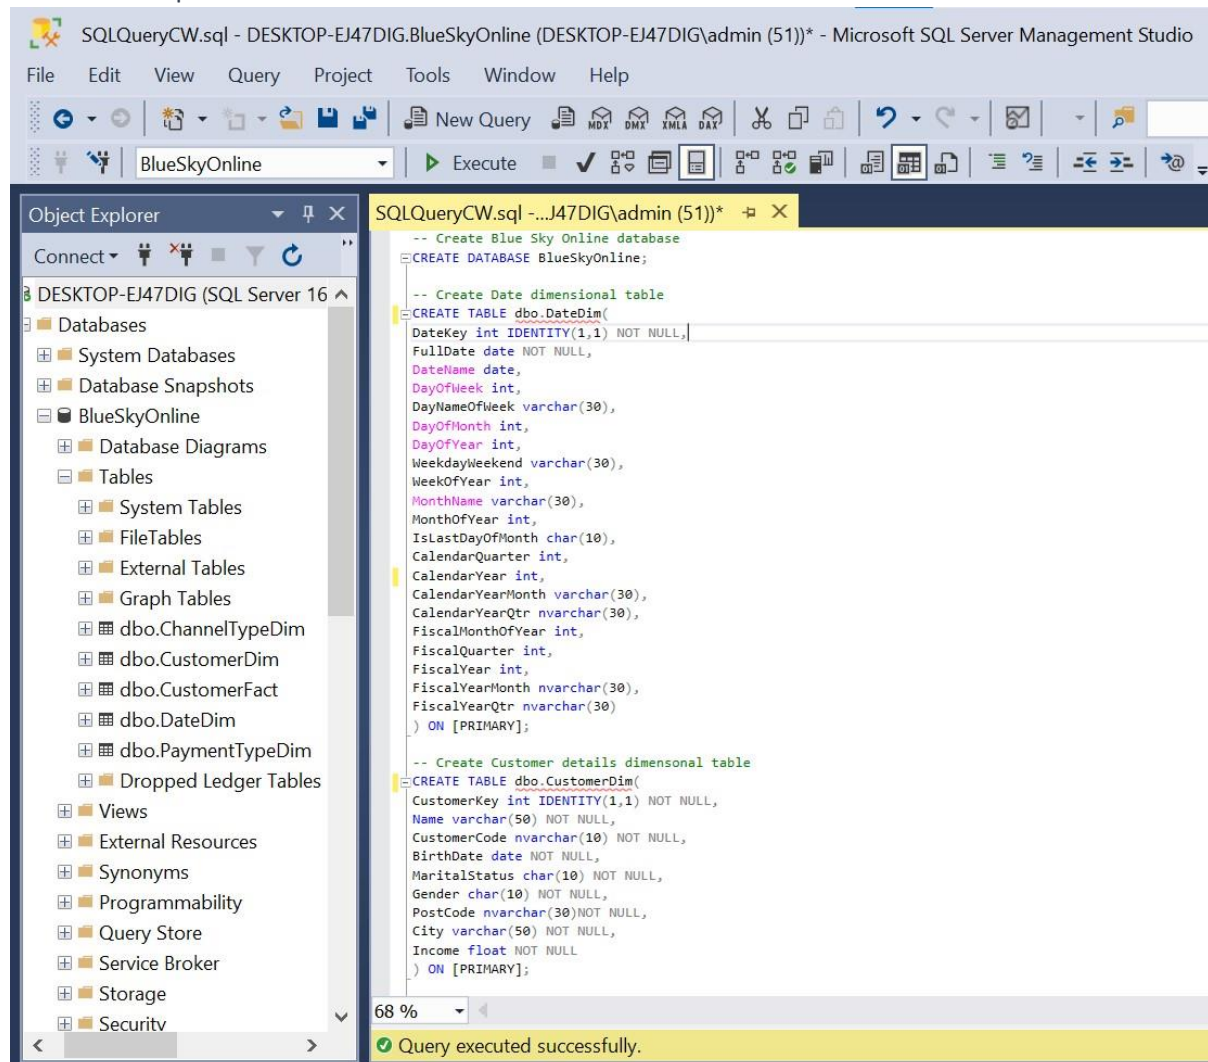 SQLQueryCW.sql - DESKTOP-EJ47DIG.BlueSkyOnline (DESKTOP-EJ47DIG\admin (51))* - Microsoft SQL Server Management Studio
File Edit View Query Project Tools Window Help
New Query MDX DMX XMLA DAX
BlueSkyOnline Execute
Object Explorer
Connect
DESKTOP-EJ47DIG (SQL Server 16
Databases
System Databases
Database Snapshots
BlueSkyOnline
Database Diagrams
Tables
System Tables
FileTables
External Tables
Graph Tables
dbo.ChannelTypeDim
dbo.CustomerDim
dbo.CustomerFact
dbo.DateDim
dbo.PaymentTypeDim
Dropped Ledger Tables
Views
External Resources
Synonyms
Programmability
Query Store
Service Broker
Storage
Security
SQLQueryCW.sql -...J47DIG\admin (51))*
-- Create Blue Sky Online database
CREATE DATABASE BlueSkyOnline;
-- Create Date dimensional table
CREATE TABLE dbo.DateDim(
DateKey int IDENTITY(1,1) NOT NULL,
FullDate date NOT NULL,
DateName date,
DayOfWeek int,
DayNameOfWeek varchar(30),
DayOfMonth int,
DayOfYear int,
WeekdayWeekend varchar(30),
WeekOfYear int,
MonthName varchar(30),
MonthOfYear int,
IsLastDayOfMonth char(10),
CalendarQuarter int,
CalendarYear int,
CalendarYearMonth varchar(30),
CalendarYearQtr nvarchar(30),
FiscalMonthOfYear int,
FiscalQuarter int,
FiscalYear int,
FiscalYearMonth nvarchar(30),
FiscalYearQtr nvarchar(30)
) ON [PRIMARY];
-- Create Customer details dimensonal table
CREATE TABLE dbo.CustomerDim(
CustomerKey int IDENTITY(1,1) NOT NULL,
Name varchar(50) NOT NULL,
CustomerCode nvarchar(10) NOT NULL,
BirthDate date NOT NULL,
MaritalStatus char(10) NOT NULL,
Gender char(10) NOT NULL,
PostCode nvarchar(30)NOT NULL,
City varchar(50) NOT NULL,
Income float NOT NULL
) ON [PRIMARY];
68 %
Query executed successfully.